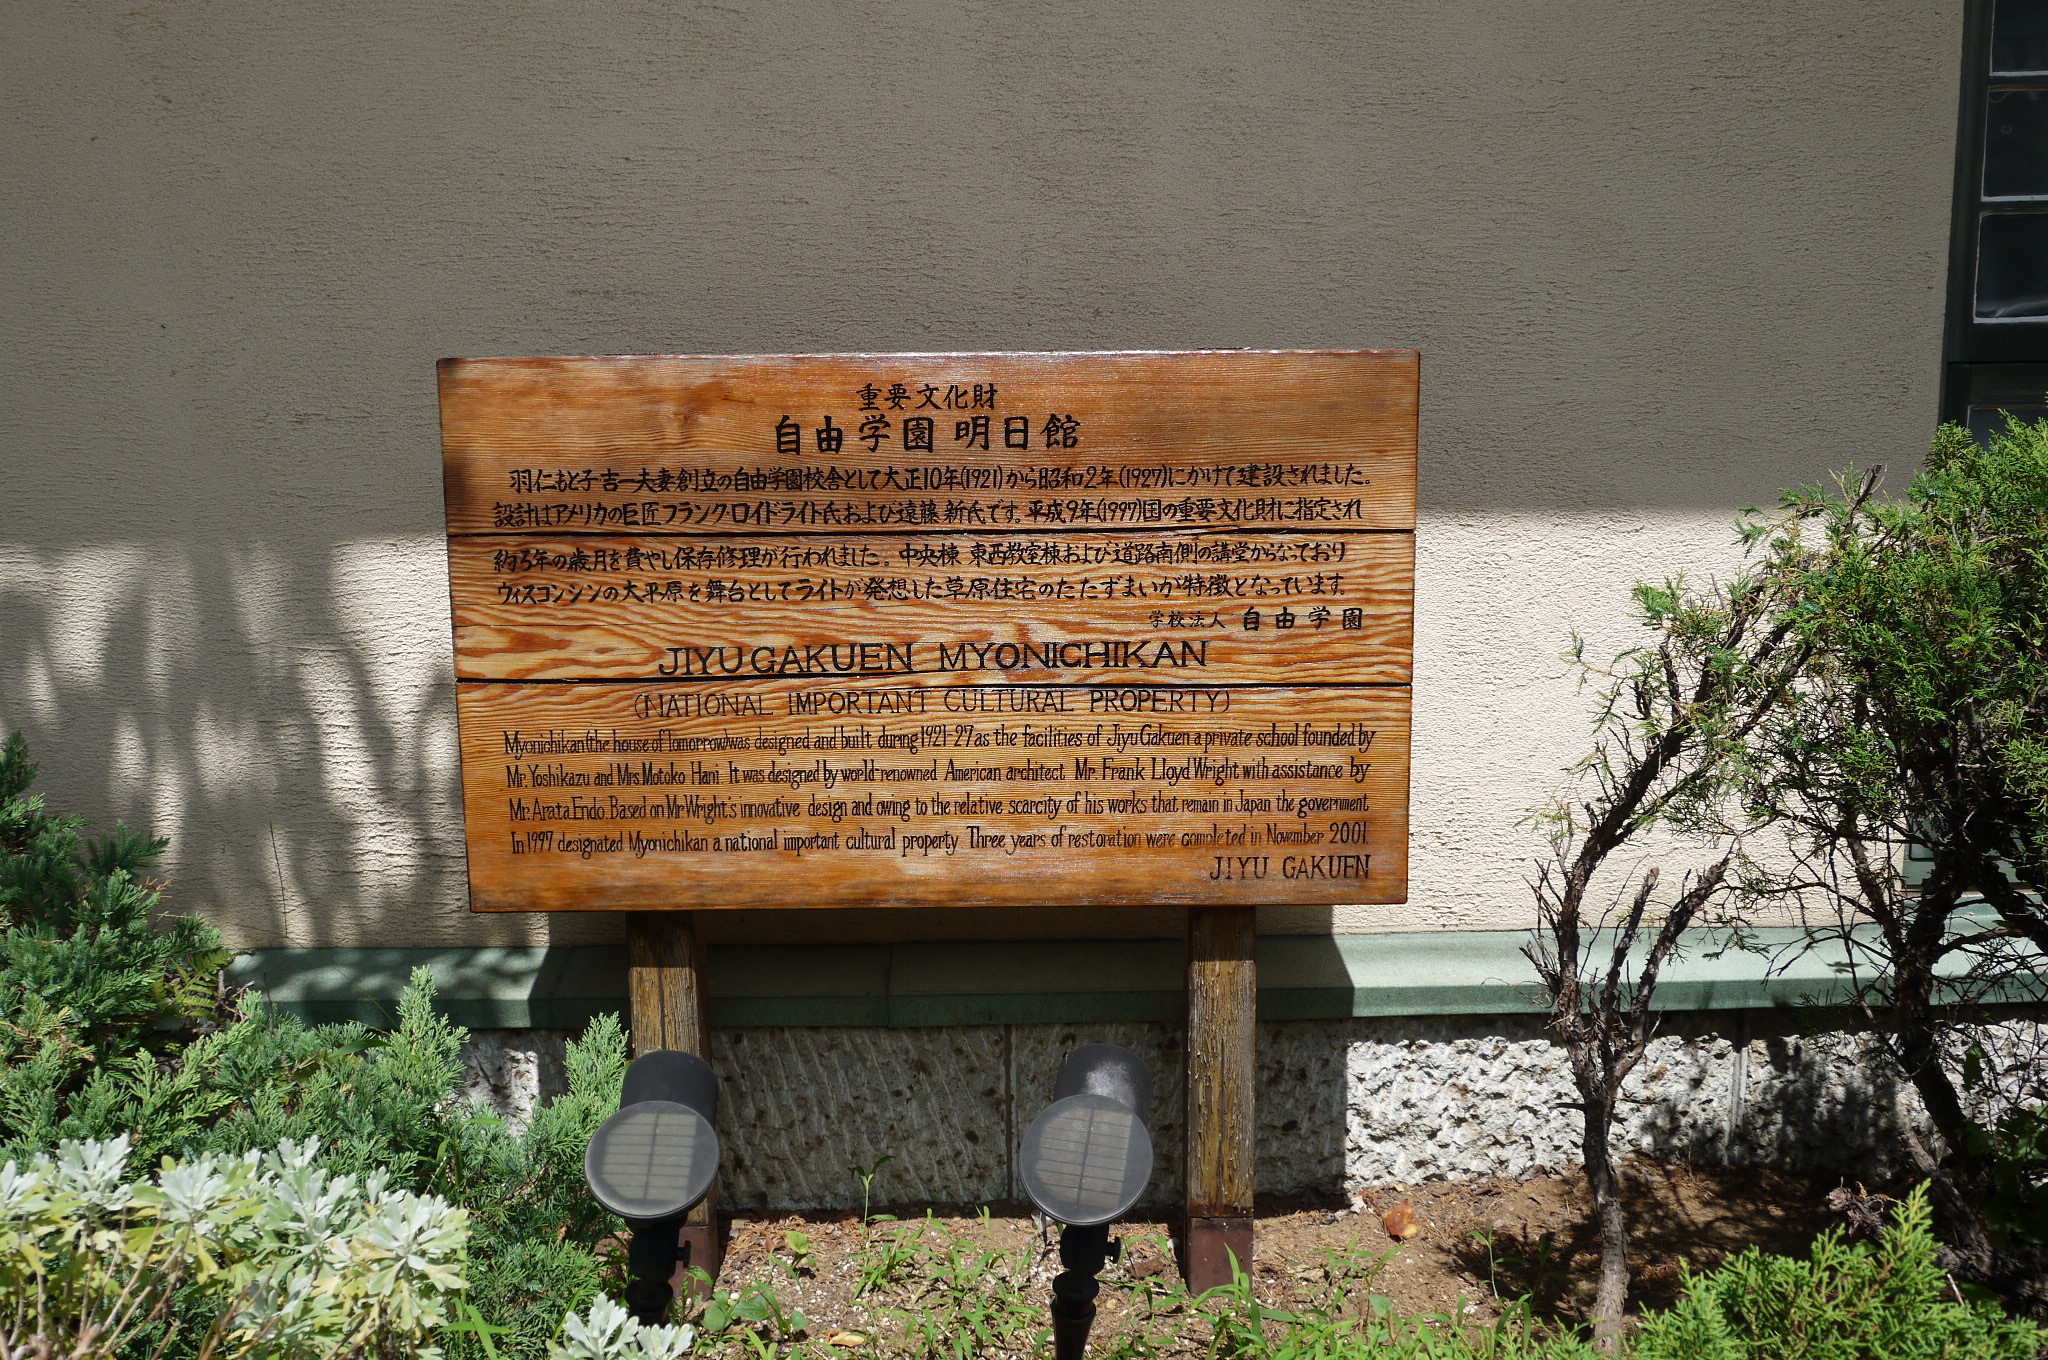 重要文化財
自由学園 明日館
羽仁もと子吉一夫妻創立の自由学園校舎として大正10年(1921)から昭和2年(1927)にかけて建設されました。
設計はアメリカの巨匠フランク・ロイド・ライト氏および遠藤 新氏です。平成9年(1997)国の重要文化財に指定され
約3年の歳月を費やし保存修理が行われました。中央棟 東西教室棟および道路南側の講堂からなっており
ウィスコンシンの大平原を舞台としてライトが発想した草原住宅のたたずまいが特徴となっています。
学校法人 自由学園
JIYU GAKUEN MYONICHIKAN
(NATIONAL IMPORTANT CULTURAL PROPERTY)
Myonichikan(the house of Tomorrow)was designed and built during 1921-27 as the facilities of Jiyu Gakuen a private school founded by
Mr. Yoshikazu and Mrs. Motoko Hani It was designed by world-renowned American architect Mr. Frank Lloyd Wright with assistance by
Mr. Arata Endo. Based on Mr Wright's innovative design and owing to the relative scarcity of his works that remain in Japan the government
In 1997 designated Myonichikan a national important cultural property Three years of restoration were completed in November 2001.
JIYU GAKUEN